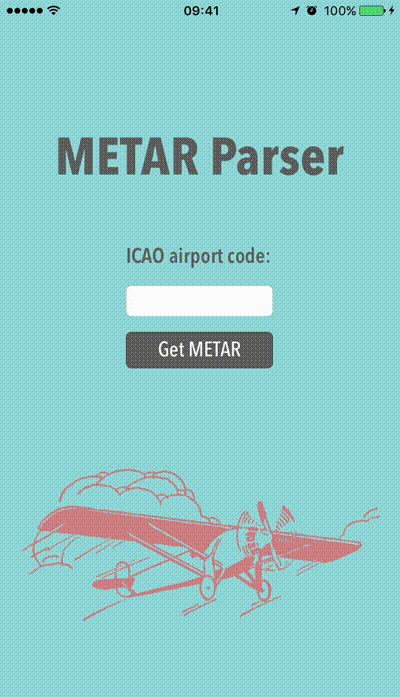 09:41
100%
METAR Parser
ICAO airport code:
Get METAR